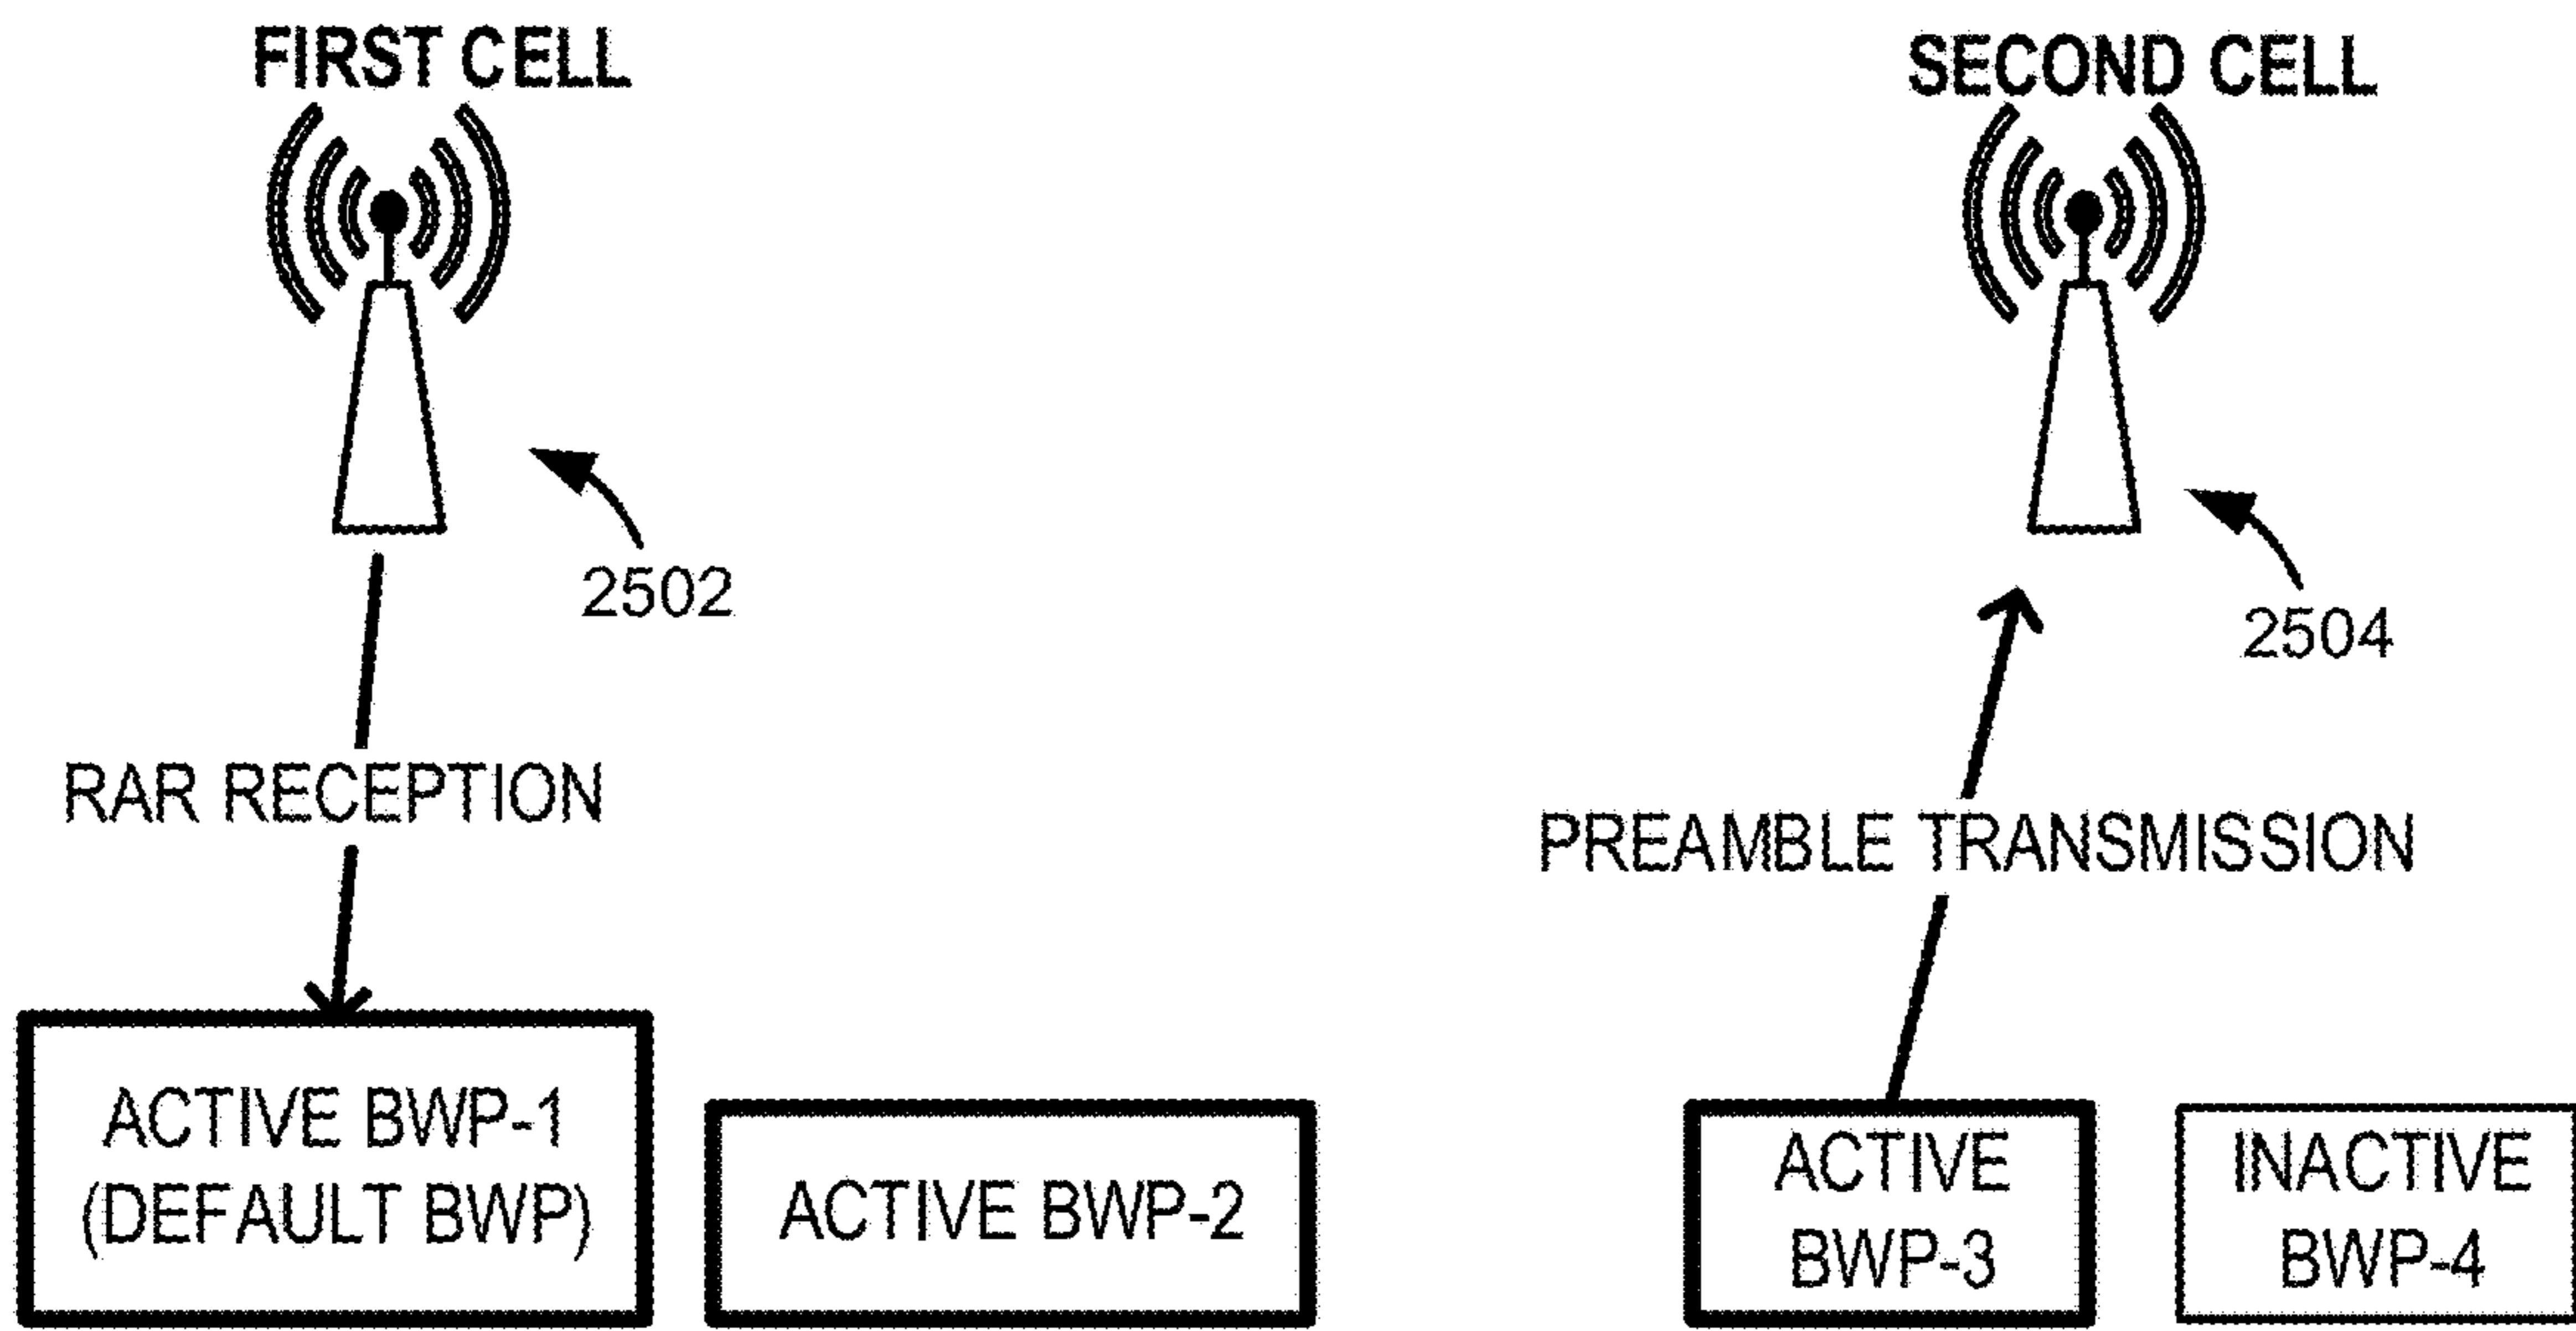 FIRST CELL
SECOND CELL
2502
2504
RAR RECEPTION
PREAMBLE TRANSMISSION
ACTIVE BWP-1
(DEFAULT BWP)
ACTIVE BWP-2
ACTIVE
BWP-3
INACTIVE
BWP-4